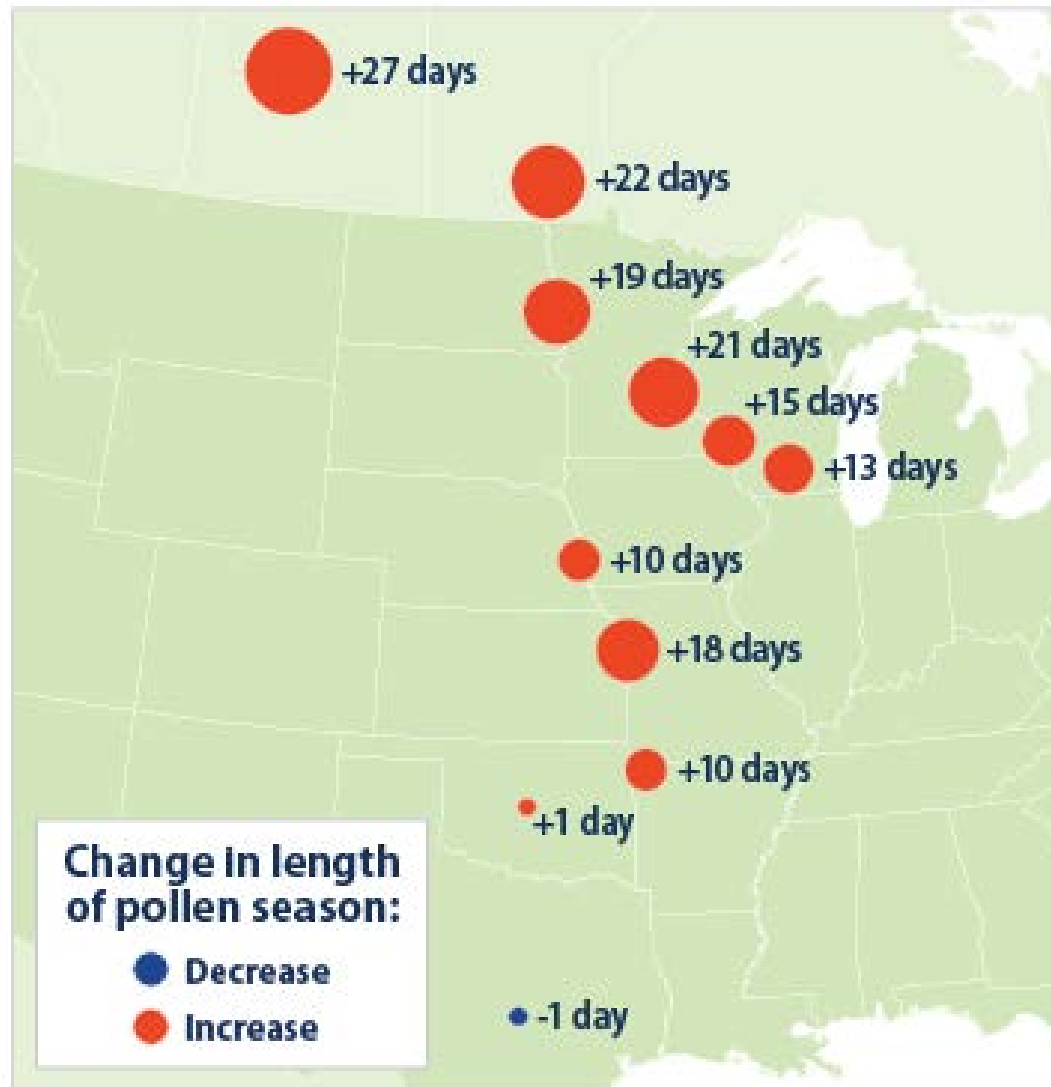 +27 days
+22 days
+19 days
+21 days
+15 days
+13 days
+10 days
+18 days
+10 days
+1 day
Change in length
of pollen season:
Decrease
Increase
-1 day